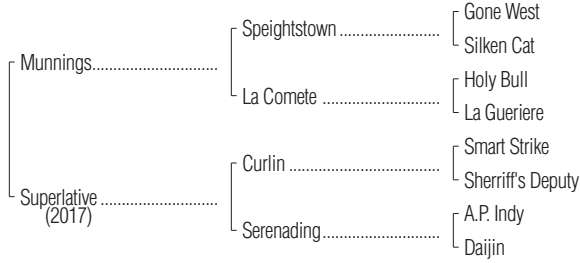 Gone West
Speightstown
Silken Cat
Munnings
Holy Bull
La Comete
La Gueriere
Smart Strike
Curlin
Sherriff's Deputy
Superlative
(2017)
A.P. Indy
Serenading
Daijin